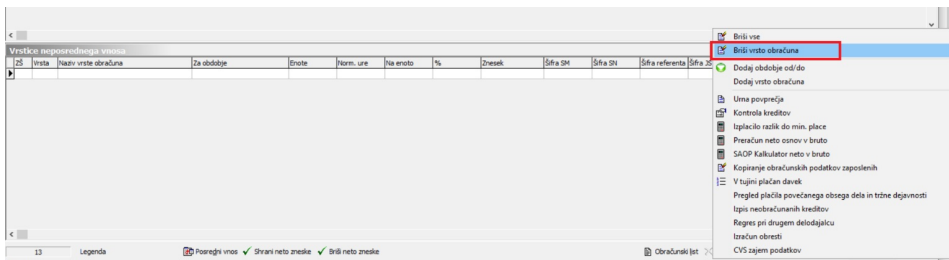 Vrstice neposrednega vnosa
ZŠ Vrsta Naziv vrste obračuna Za obdobje Enote Norm. ure Na enoto % Znesek Šifra SM Šifra SN Šifra referenta Šifra
Briši vse
Briši vrsto obračuna
Dodaj obdobje od/do
Dodaj vrsto obračuna
Urna povprečja
Kontrola kreditov
Izplacilo razlik do min. place
Preračun neto osnov v bruto
SAOP Kalkulator neto v bruto
Kopiranje obračunskih podatkov zaposlenih
V tujini plačan davek
Pregled plačila povečanega obsega dela in tržne dejavnosti
Izpis neobračunanih kreditov
Regres pri drugem delodajalcu
Izračun obresti
CVS zajem podatkov
13 Legenda Posredni vnos Shrani neto zneske Briši neto zneske Obračunski list